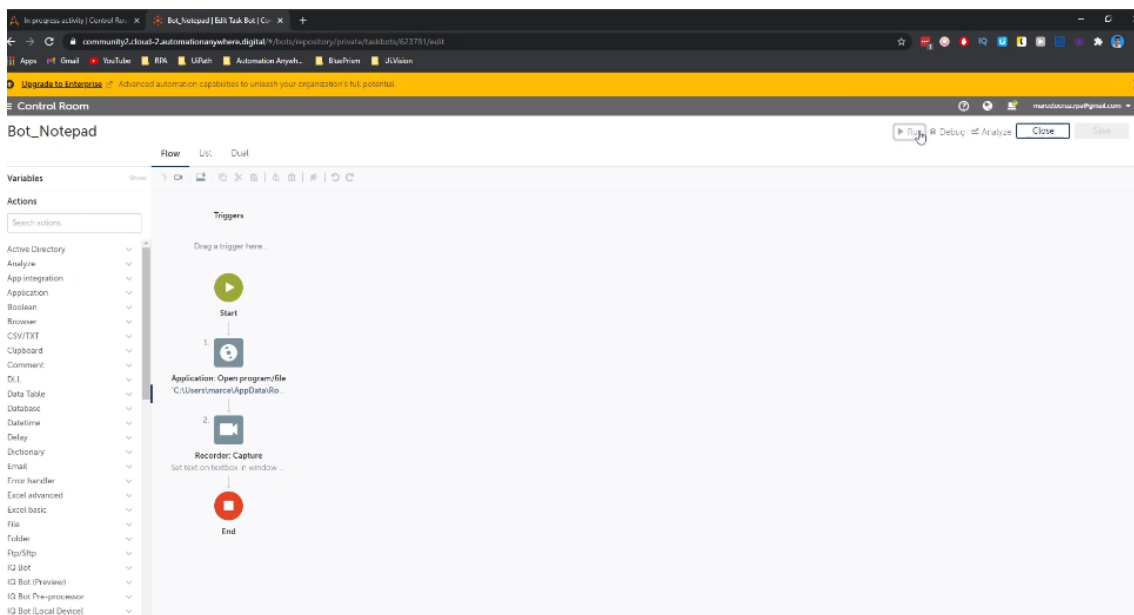 In progress activity | Control Roo
Bot_Notepad | Edit Task Bot | Con
community2.cloud-2.automationanywhere.digital/#/bots/repository/private/taskbots/623781/edit
Apps Gmail YouTube RPA UiPath Automation Anywh... BluePrism
Upgrade to Enterprise Advanced automation capabilities to unleash your organization's full potential.
Control Room
Bot_Notepad
Run Debug Analyze Close Save
Flow List Dual
Variables Show
Actions
Search actions
Active Directory
Analyze
App integration
Application
Boolean
Browser
CSV/TXT
Clipboard
Comment
DLL
Data Table
Database
Datetime
Delay
Dictionary
Email
Error handler
Excel advanced
Excel basic
File
Folder
Ftp/Sftp
IQ Bot
IQ Bot (Preview)
IQ Bot Pre-processor
IQ Bot (Local Device)
Triggers
Drag a trigger here...
Start
1.
Application: Open program/file
"C:\Users\marce\AppData\Ro...
2.
Recorder: Capture
Set text on textbox in window ...
End